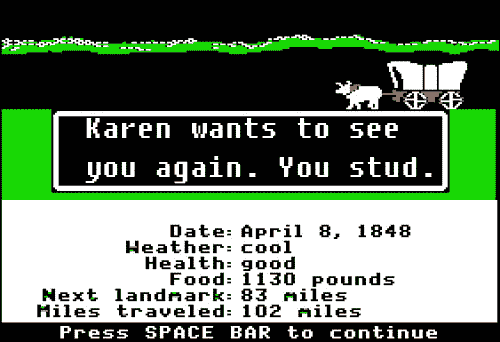 Karen wants to see
you again. You stud.
Date: April 8, 1848
Weather: cool
Health: good
Food: 1130 pounds
Next landmark: 83 miles
Miles traveled: 102 miles
Press SPACE BAR to continue